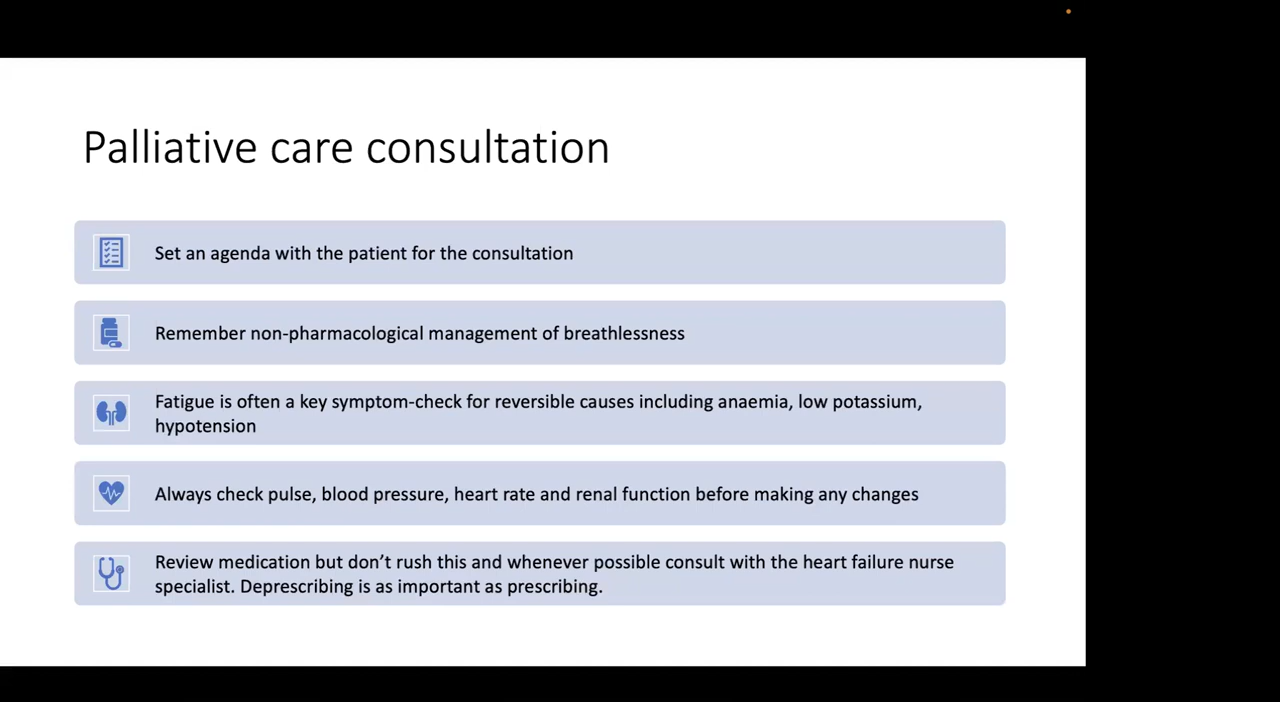 Palliative care consultation
Set an agenda with the patient for the consultation
Remember non-pharmacological management of breathlessness
Fatigue is often a key symptom-check for reversible causes including anaemia, low potassium,
hypotension
Always check pulse, blood pressure, heart rate and renal function before making any changes
Review medication but don’t rush this and whenever possible consult with the heart failure nurse
specialist. Deprescribing is as important as prescribing.